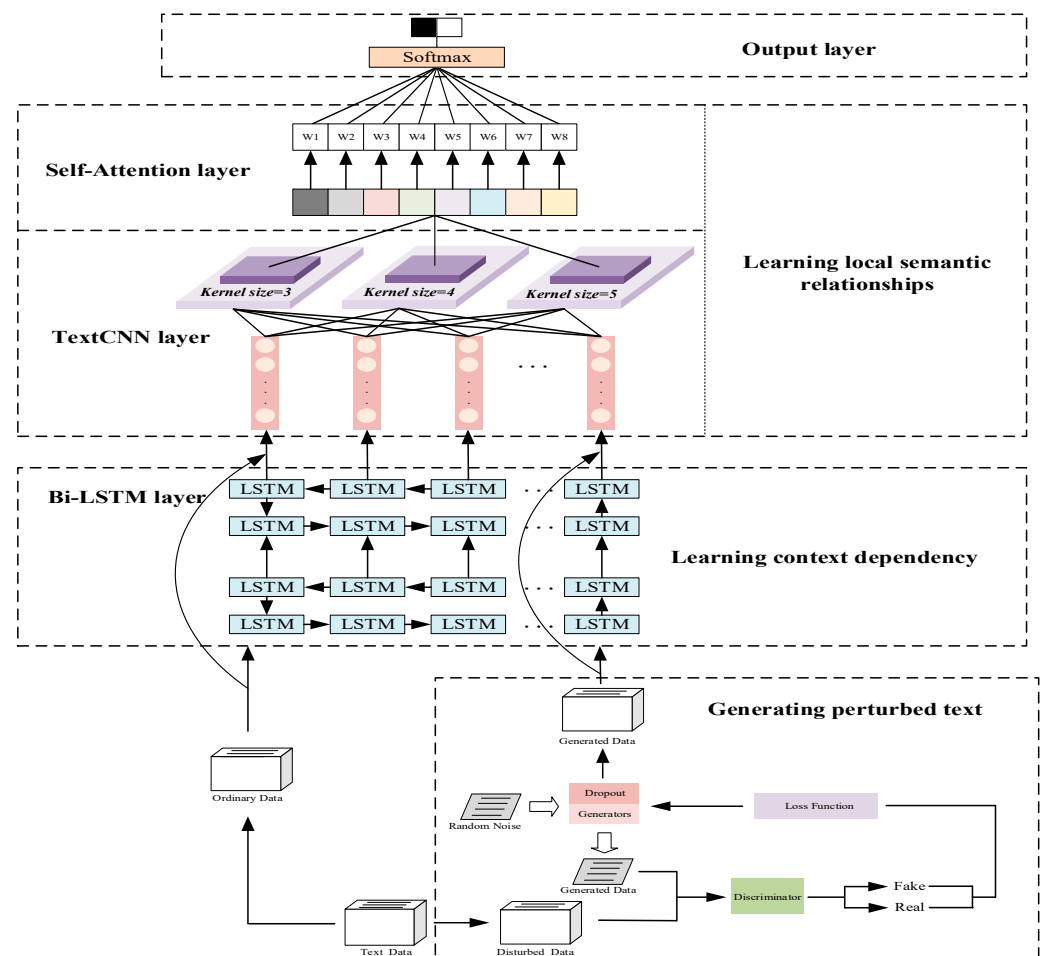 Output layer
Softmax
W1 W2 W3 W4 W5 W6 W7 W8
Self-Attention layer
Learning local semantic
relationships
Kernel size=3
Kernel size=4
Kernel size=5
TextCNN layer
. . .
Bi-LSTM layer
LSTM LSTM LSTM . . . LSTM
LSTM LSTM LSTM . . . LSTM
Learning context dependency
LSTM LSTM LSTM . . . LSTM
LSTM LSTM LSTM . . . LSTM
Generating perturbed text
Generated Data
Ordinary Data
Dropout
Generators
Loss Function
Random Noise
Generated Data
Discriminator
Fake
Real
Text Data
Disturbed Data